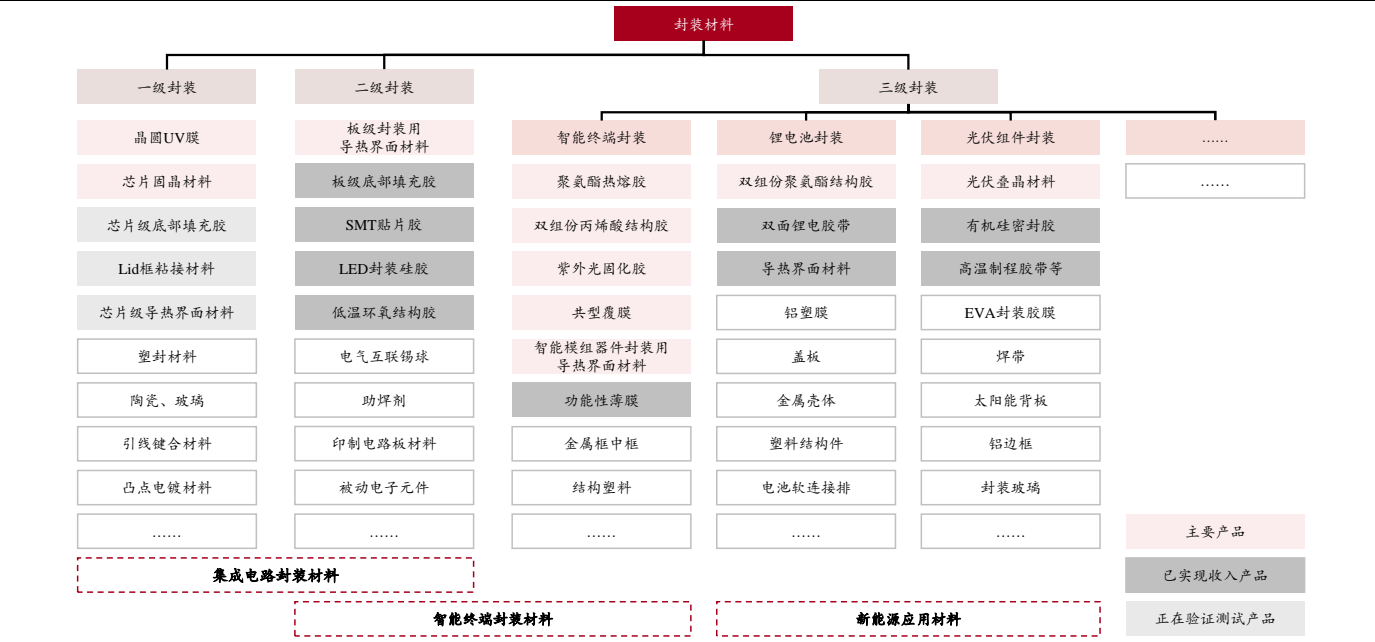 封装材料
一级封装
二级封装
三级封装
晶圆UV膜
芯片固晶材料
芯片级底部填充胶
Lid框粘接材料
芯片级导热界面材料
塑封材料
陶瓷、玻璃
引线键合材料
凸点电镀材料
……
板级封装用
导热界面材料
板级底部填充胶
SMT贴片胶
LED封装硅胶
低温环氧结构胶
电气互联锡球
助焊剂
印制电路板材料
被动电子元件
……
智能终端封装
聚氨酯热熔胶
双组份丙烯酸结构胶
紫外光固化胶
共型覆膜
智能模组器件封装用
导热界面材料
功能性薄膜
金属框中框
结构塑料
……
锂电池封装
双组份聚氨酯结构胶
双面锂电胶带
导热界面材料
铝塑膜
盖板
金属壳体
塑料结构件
电池软连接排
……
光伏组件封装
光伏叠晶材料
有机硅密封胶
高温制程胶带等
EVA封装胶膜
焊带
太阳能背板
铝边框
封装玻璃
……
……
……
集成电路封装材料
智能终端封装材料
新能源应用材料
主要产品
已实现收入产品
正在验证测试产品